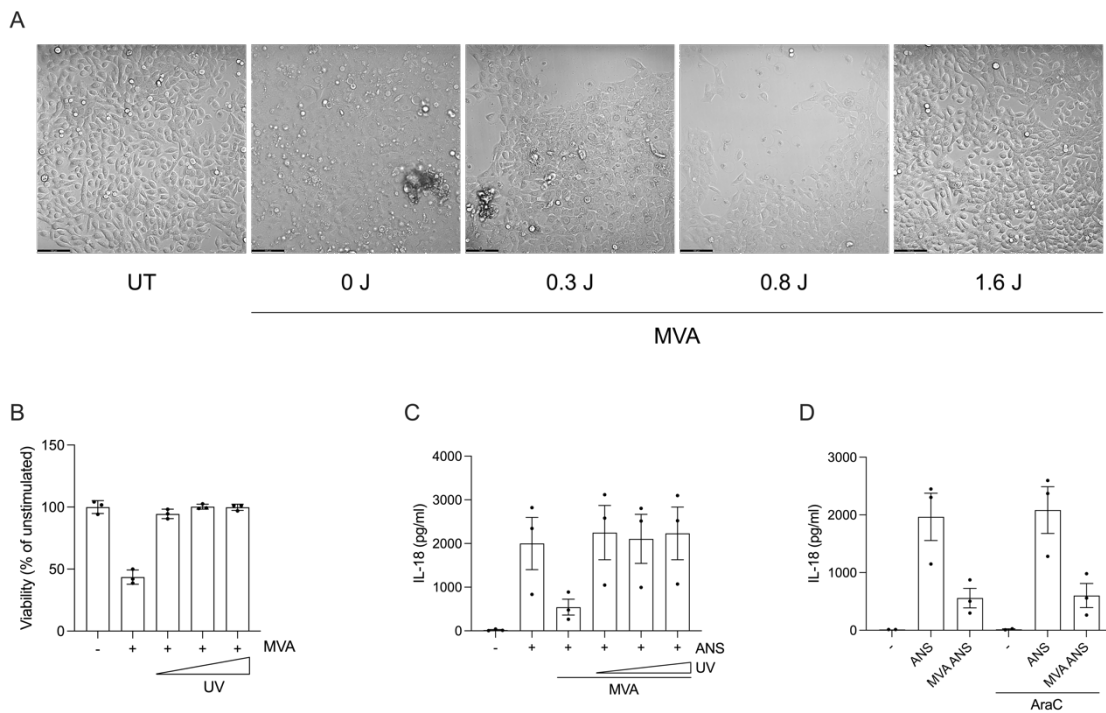 A
UT
0 J
0.3 J
0.8 J
1.6 J
MVA
B
Viability (% of unstimulated)
150
100
50
0
- + + + + MVA
UV
C
IL-18 (pg/ml)
4000
3000
2000
1000
0
- + + + + + ANS
UV
MVA
D
IL-18 (pg/ml)
3000
2000
1000
0
- ANS MVA ANS - ANS MVA ANS
AraC